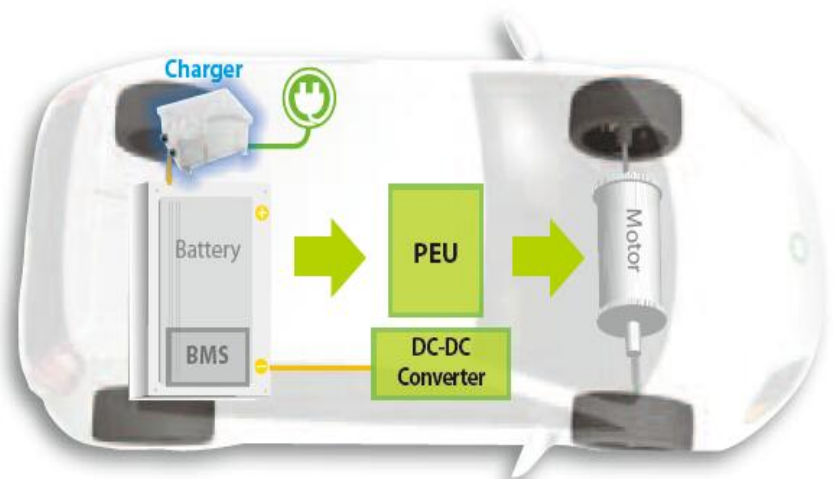 Charger
Battery
BMS
PEU
DC-DC
Converter
Motor